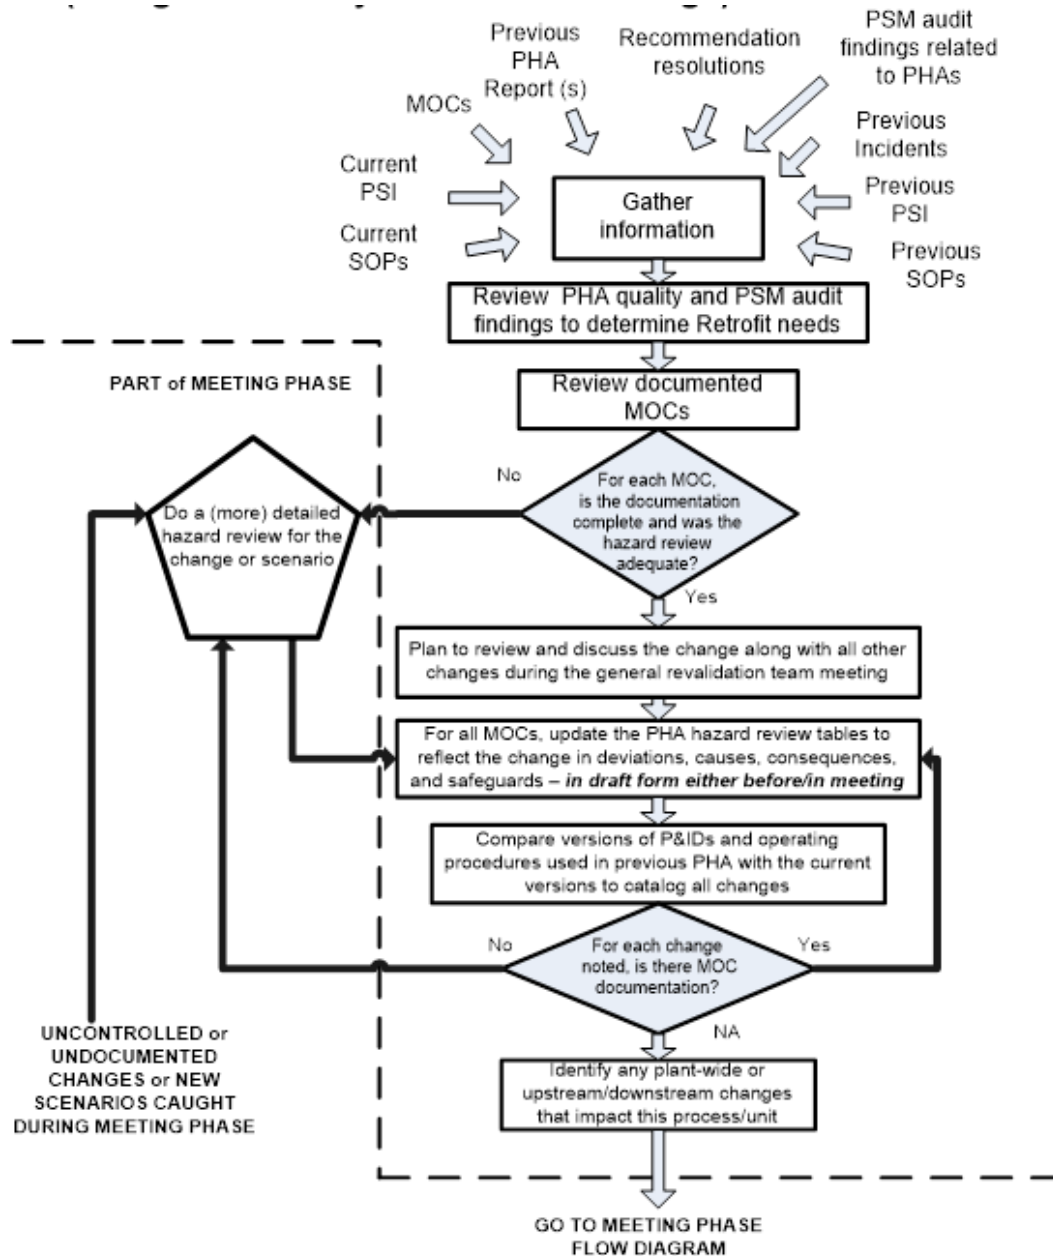 Previous
PHA
Report (s)
Recommendation
resolutions
PSM audit
findings related
to PHAs
MOCs
Previous
Incidents
Current
PSI
Previous
PSI
Current
SOPs
Previous
SOPs
Gather
information
Review PHA quality and PSM audit
findings to determine Retrofit needs
Review documented
MOCs
PART of MEETING PHASE
No
For each MOC,
is the documentation
complete and was the
hazard review
adequate?
Yes
Do a (more) detailed
hazard review for the
change or scenario
Plan to review and discuss the change along with all other
changes during the general revalidation team meeting
For all MOCs, update the PHA hazard review tables to
reflect the change in deviations, causes, consequences,
and safeguards – in draft form either before/in meeting
Compare versions of P&IDs and operating
procedures used in previous PHA with the current
versions to catalog all changes
No
For each change
noted, is there MOC
documentation?
Yes
NA
UNCONTROLLED or
UNDOCUMENTED
CHANGES or NEW
SCENARIOS CAUGHT
DURING MEETING PHASE
Identify any plant-wide or
upstream/downstream changes
that impact this process/unit
GO TO MEETING PHASE
FLOW DIAGRAM